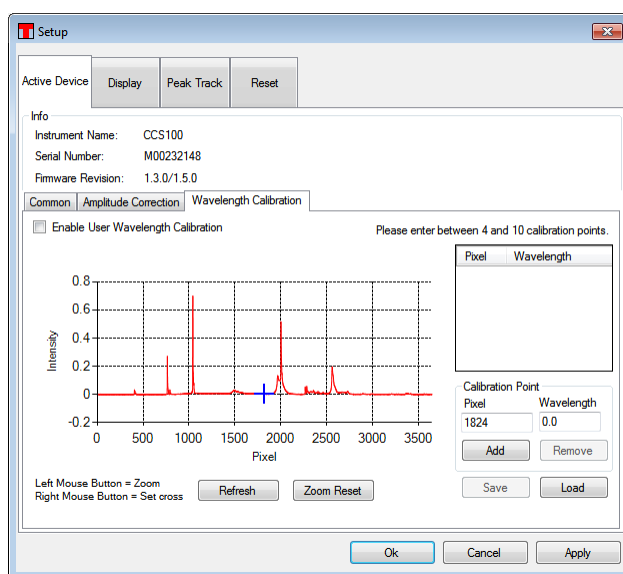 Setup
Active Device Display Peak Track Reset
Info
Instrument Name: CCS100
Serial Number: M00232148
Firmware Revision: 1.3.0/1.5.0
Common Amplitude Correction Wavelength Calibration
Enable User Wavelength Calibration
Please enter between 4 and 10 calibration points.
Pixel Wavelength
0.8
0.6
0.4
0.2
0
-0.2
Intensity
0 500 1000 1500 2000 2500 3000 3500
Pixel
Calibration Point
Pixel Wavelength
1824 0.0
Add Remove
Left Mouse Button = Zoom
Right Mouse Button = Set cross
Refresh Zoom Reset
Save Load
Ok Cancel Apply